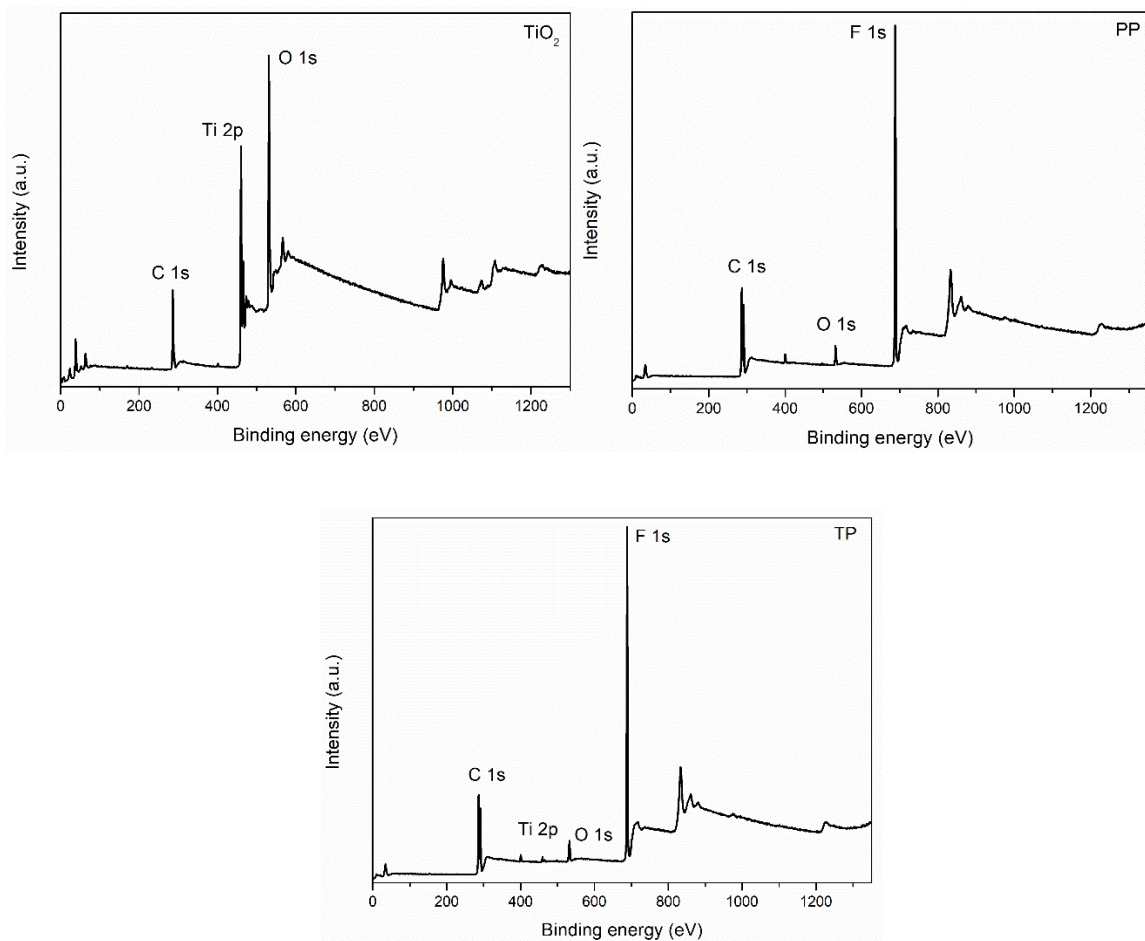 TiO₂
O 1s
Ti 2p
C 1s
Intensity (a.u.)
0 200 400 600 800 1000 1200
Binding energy (eV)
PP
F 1s
C 1s
O 1s
Intensity (a.u.)
0 200 400 600 800 1000 1200
Binding energy (eV)
TP
F 1s
C 1s
Ti 2p
O 1s
Intensity (a.u.)
0 200 400 600 800 1000 1200
Binding energy (eV)